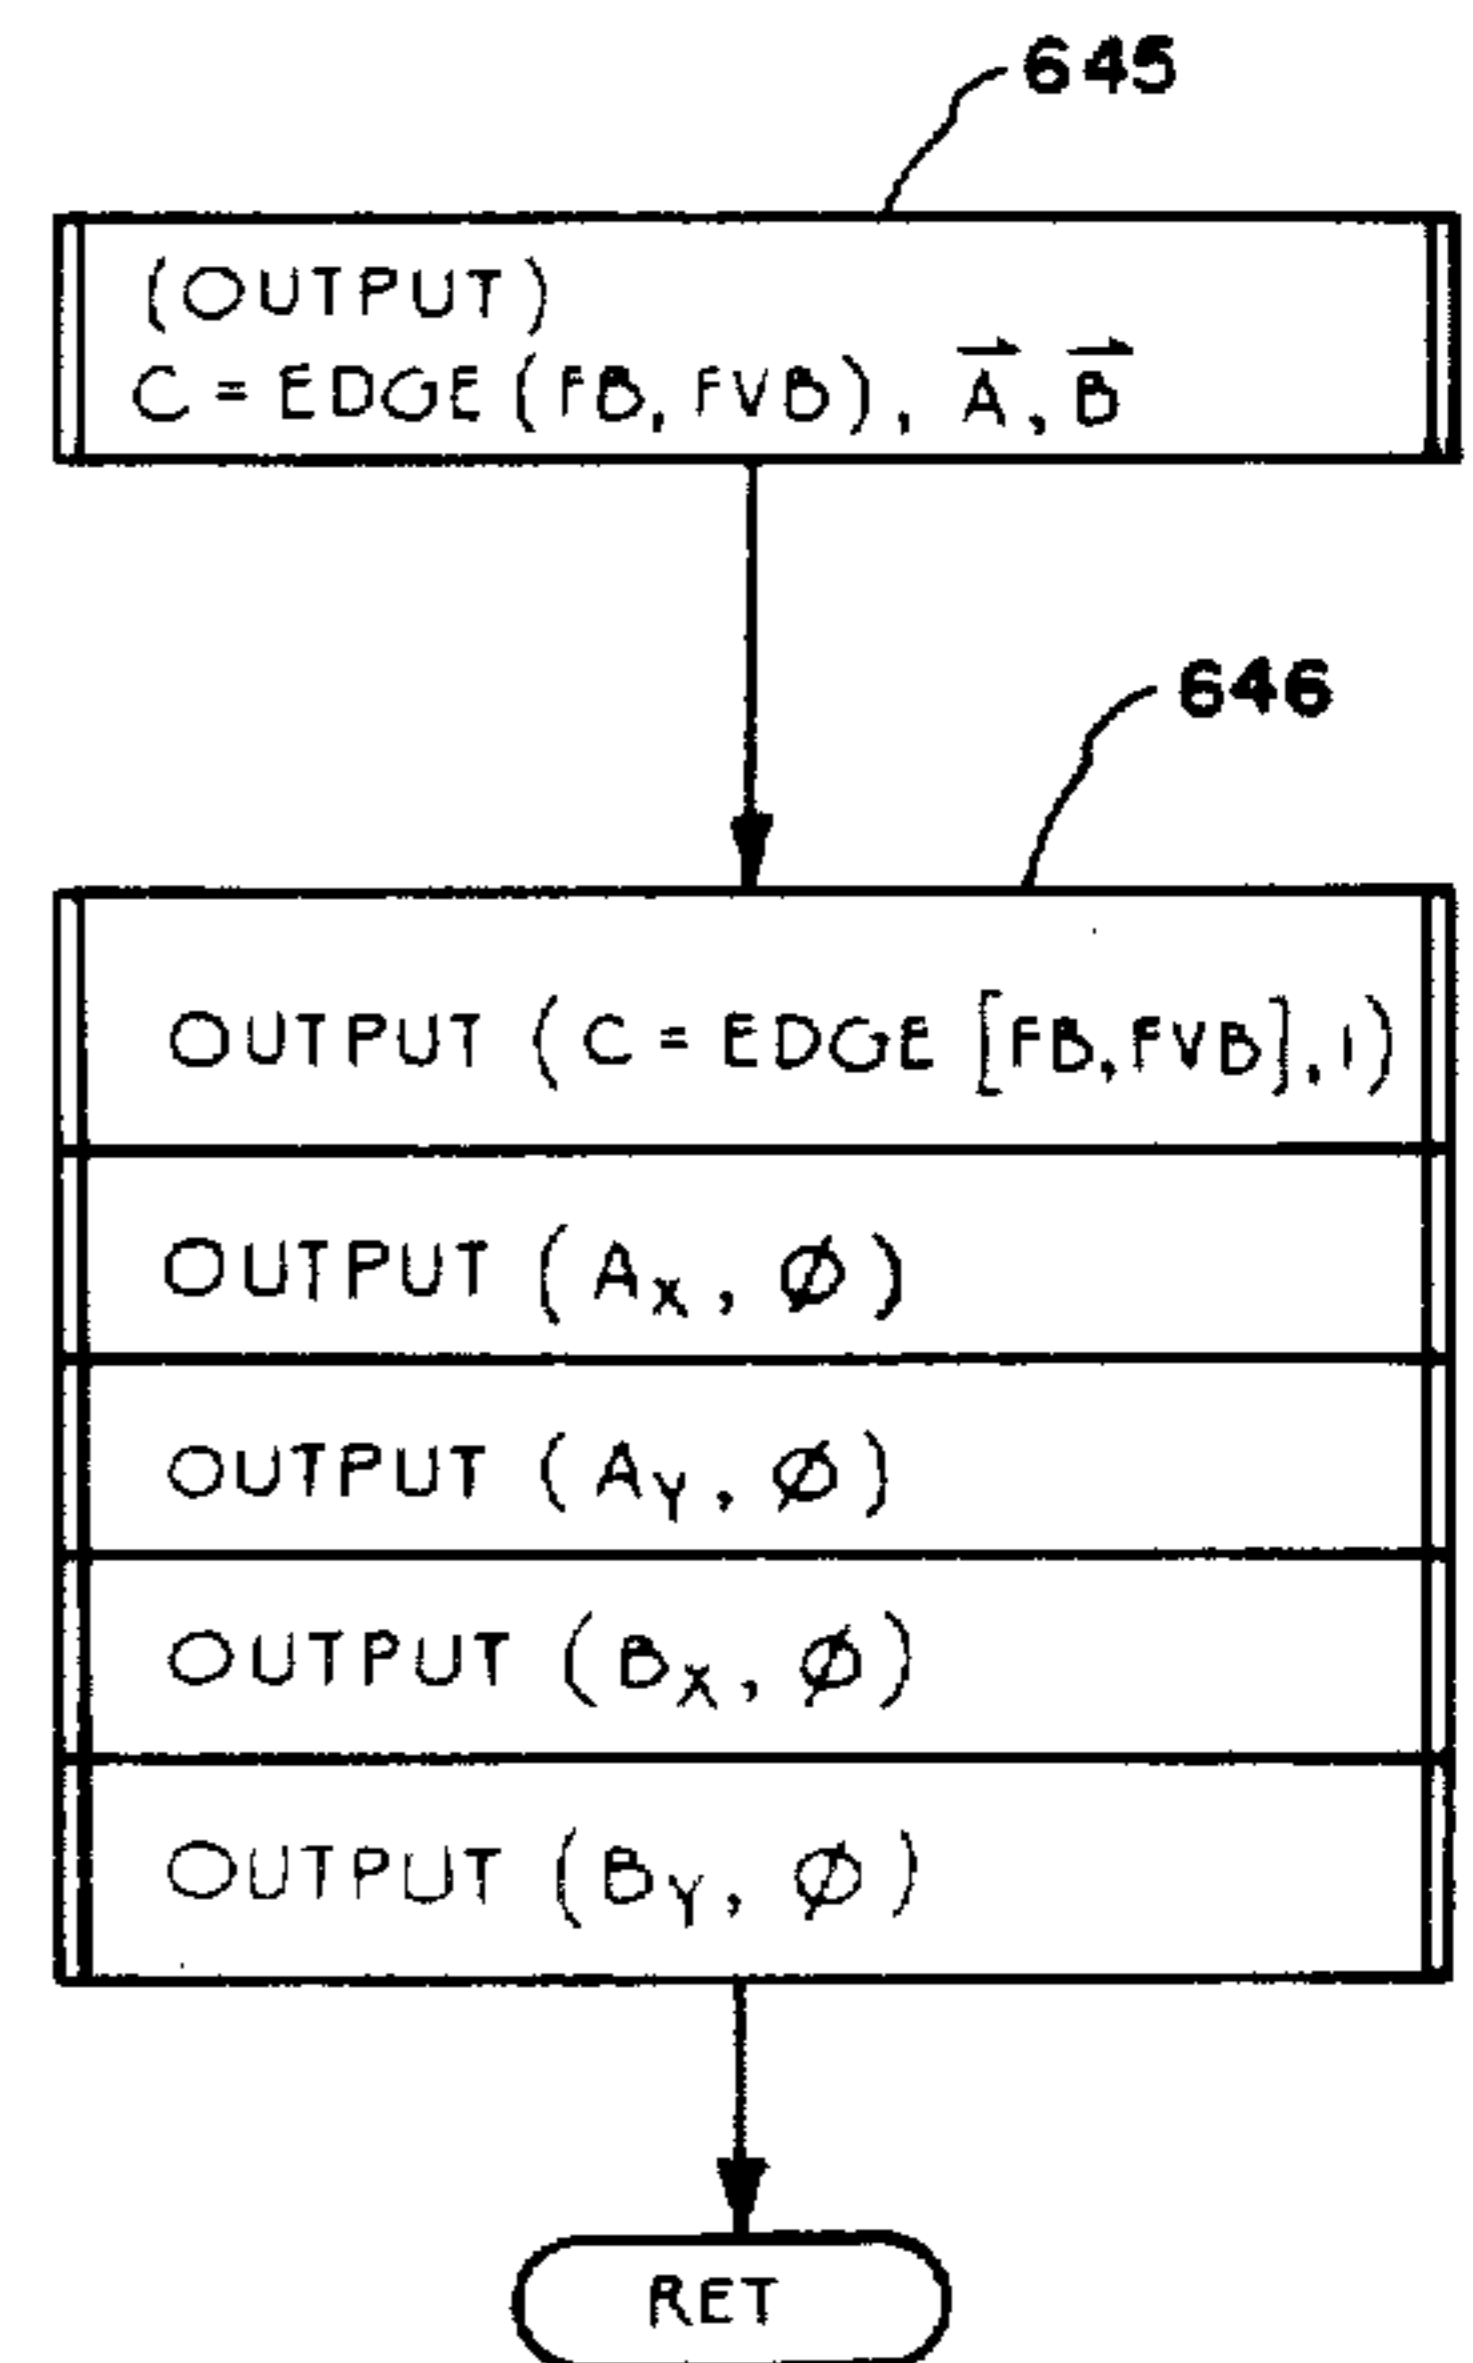 645
(OUTPUT)
C = EDGE (FB, FVB), A⃗, B⃗
646
OUTPUT (C = EDGE [FB, FVB], 1)
OUTPUT (Aₓ, Ø)
OUTPUT (AY, Ø)
OUTPUT (Bₓ, Ø)
OUTPUT (BY, Ø)
RET